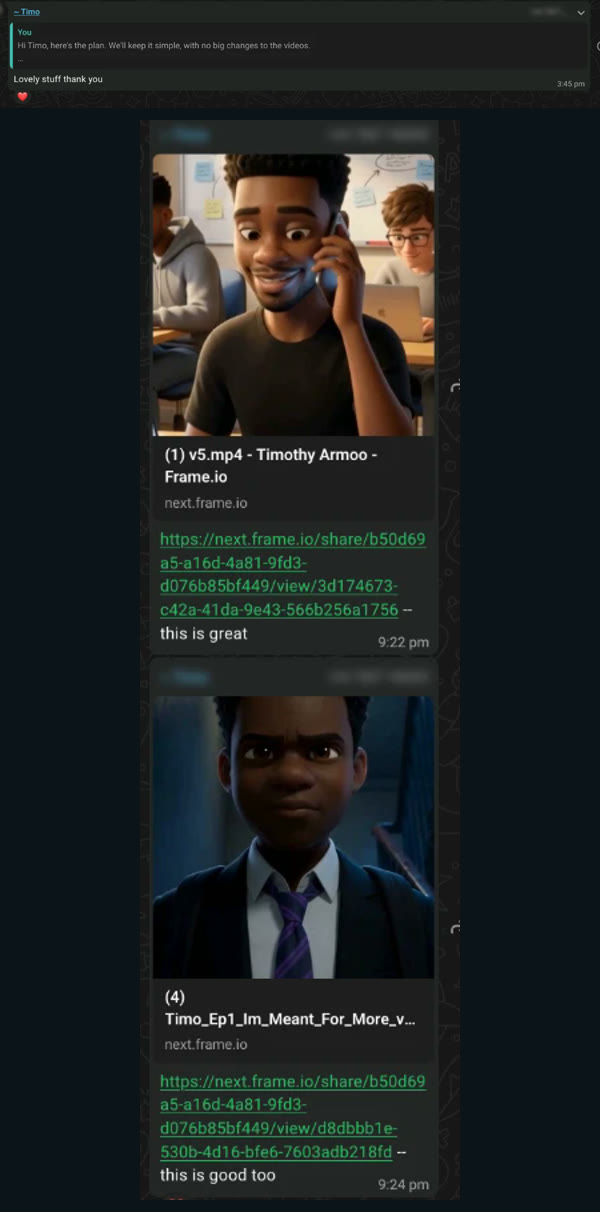 ~ Timo
You
Hi Timo, here's the plan. We'll keep it simple, with no big changes to the videos.
..
Lovely stuff thank you
3:45 pm
(1) v5.mp4 - Timothy Armoo -
Frame.io
next.frame.io
https://next.frame.io/share/b50d69
a5-a16d-4a81-9fd3-
d076b85bf449/view/3d174673-
c42a-41da-9e43-566b256a1756 --
this is great
9:22 pm
(4)
Timo_Ep1_Im_Meant_For_More_v...
next.frame.io
https://next.frame.io/share/b50d69
a5-a16d-4a81-9fd3-
d076b85bf449/view/d8dbbb1e-
530b-4d16-bfe6-7603adb218fd --
this is good too
9:24 pm